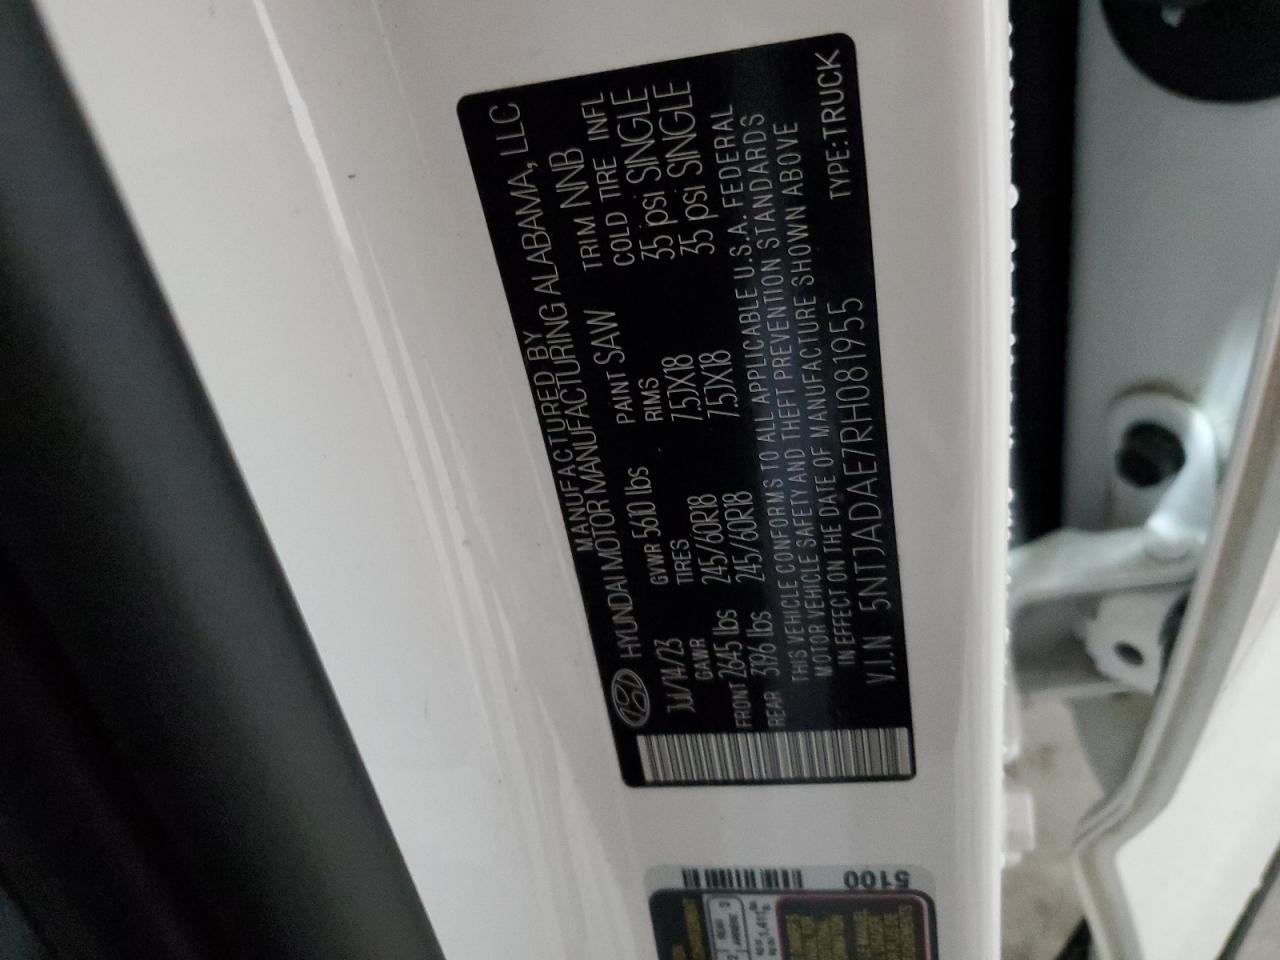 MANUFACTURED BY
HYUNDAI MOTOR MANUFACTURING ALABAMA, LLC
Jul/14/23 GVWR 5610 lbs PAINT SAW TRIM NNB
GAWR TIRES RIMS COLD TIRE INFL
FRONT 2645 lbs 245/60R18 7.5JX18 35 psi SINGLE
REAR 3196 lbs 245/60R18 7.5JX18 35 psi SINGLE
THIS VEHICLE CONFORMS TO ALL APPLICABLE U.S.A. FEDERAL
MOTOR VEHICLE SAFETY AND THEFT PREVENTION STANDARDS
IN EFFECT ON THE DATE OF MANUFACTURE SHOWN ABOVE
V.I.N 5NTJADAE7RH081955 TYPE:TRUCK
5100